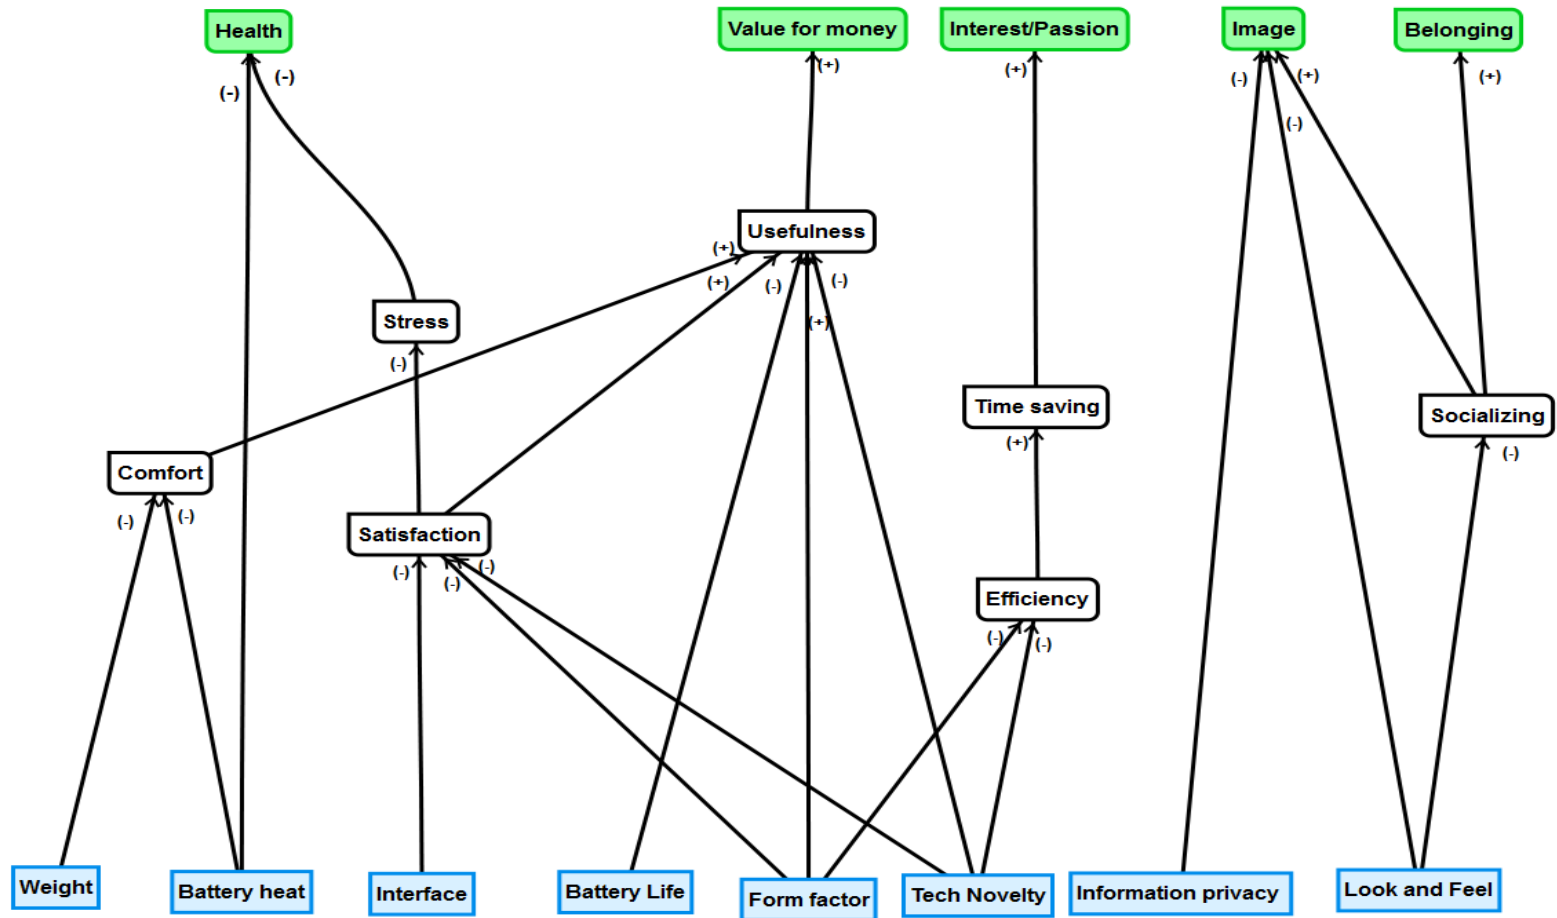 Health
Value for money
Interest/Passion
Image
Belonging
(-)
(-)
(+)
(+)
(-)
(+)
(+)
(-)
Usefulness
(+)
(+)
(-)
(-)
(+)
Stress
(-)
Time saving
(+)
Socializing
(-)
Comfort
(-)
(-)
Satisfaction
(-)
(-)
(-)
Efficiency
(-)
(-)
Weight
Battery heat
Interface
Battery Life
Form factor
Tech Novelty
Information privacy
Look and Feel